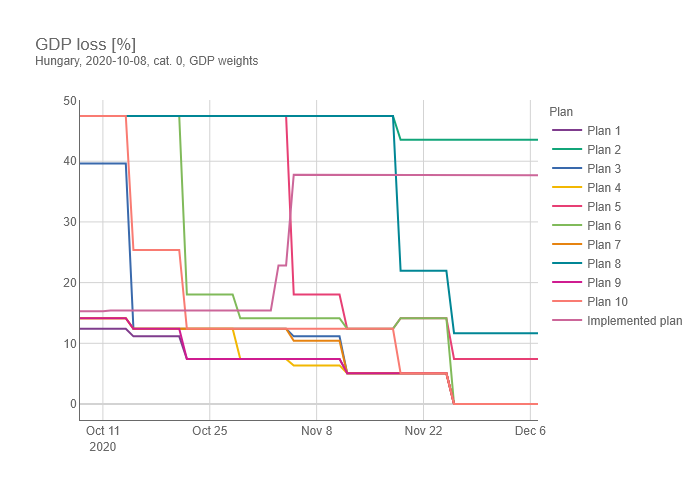 GDP loss [%]
Hungary, 2020-10-08, cat. 0, GDP weights
50
40
30
20
10
0
Oct 11
2020
Oct 25
Nov 8
Nov 22
Dec 6
Plan
Plan 1
Plan 2
Plan 3
Plan 4
Plan 5
Plan 6
Plan 7
Plan 8
Plan 9
Plan 10
Implemented plan